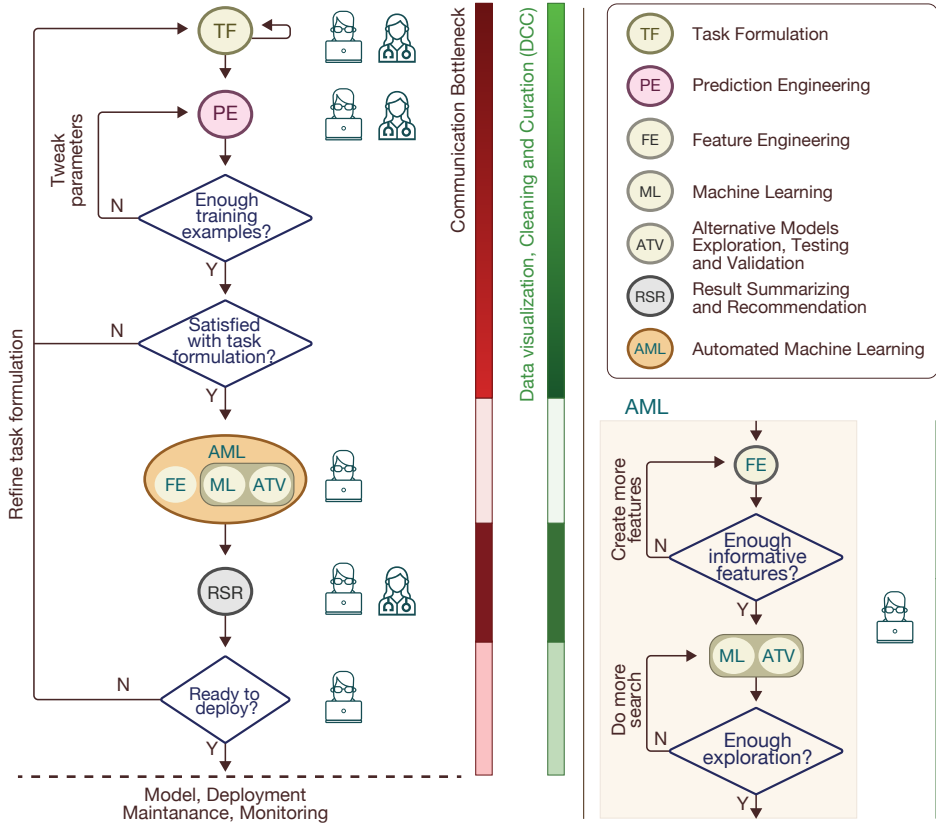 TF
PE
Tweak
parameters
N
Enough
training
examples?
Y
N
Satisfied
with task
formulation?
Y
Refine task formulation
AML
FE
ML
ATV
RSR
N
Ready to
deploy?
Y
Model, Deployment
Maintanance, Monitoring
Communication Bottleneck
Data visualization, Cleaning and Curation (DCC)
TF Task Formulation
PE Prediction Engineering
FE Feature Engineering
ML Machine Learning
ATV Alternative Models
Exploration, Testing
and Validation
RSR Result Summarizing
and Recommendation
AML Automated Machine Learning
AML
FE
Create more
features
N
Enough
informative
features?
Y
ML
ATV
Do more
search
N
Enough
exploration?
Y